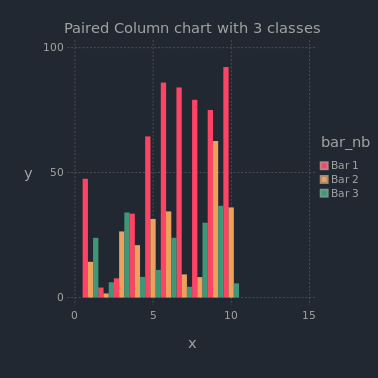 Paired Column chart with 3 classes
100
50
0
y
0 5 10 15
x
bar_nb
Bar 1
Bar 2
Bar 3